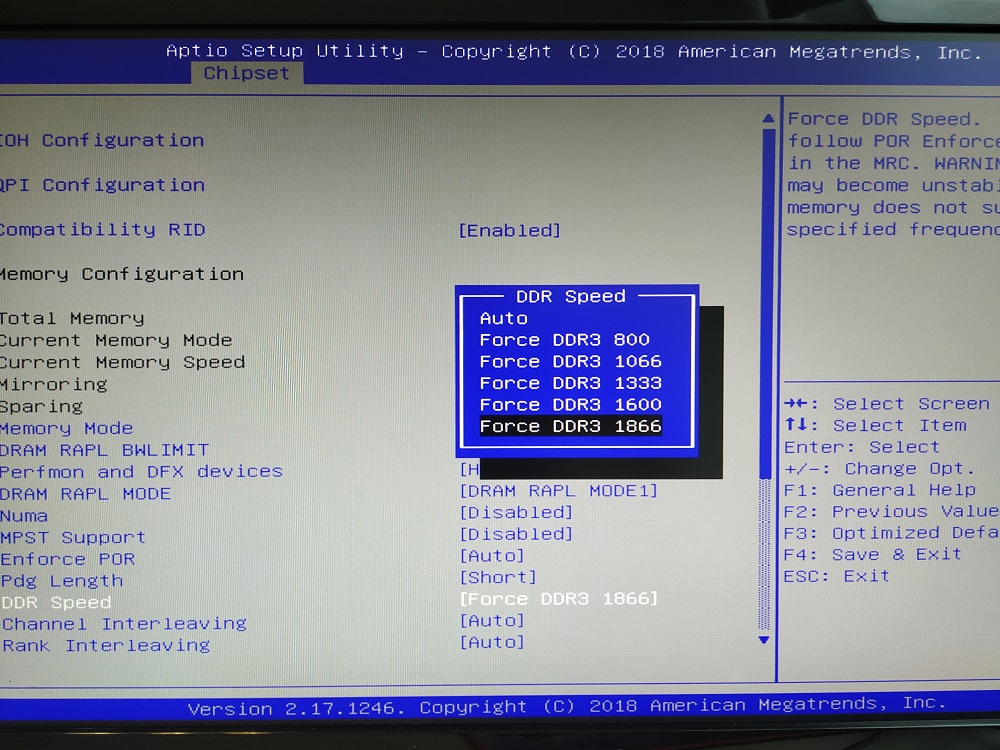 Aptio Setup Utility – Copyright (C) 2018 American Megatrends, Inc.
Chipset
IOH Configuration
QPI Configuration
Compatibility RID [Enabled]
Memory Configuration
Total Memory
Current Memory Mode
Current Memory Speed
Mirroring
Sparing
Memory Mode
DRAM RAPL BWLIMIT
Perfmon and DFX devices [H
DRAM RAPL MODE [DRAM RAPL MODE1]
Numa [Disabled]
MPST Support [Disabled]
Enforce POR [Auto]
Pdg Length [Short]
DDR Speed [Force DDR3 1866]
Channel Interleaving [Auto]
Rank Interleaving [Auto]
DDR Speed
Auto
Force DDR3 800
Force DDR3 1066
Force DDR3 1333
Force DDR3 1600
Force DDR3 1866
Force DDR Speed.
follow POR Enforce
in the MRC. WARNIN
may become unstabl
memory does not su
specified frequenc
→←: Select Screen
↑↓: Select Item
Enter: Select
+/-: Change Opt.
F1: General Help
F2: Previous Value
F3: Optimized Defa
F4: Save & Exit
ESC: Exit
Version 2.17.1246. Copyright (C) 2018 American Megatrends, Inc.